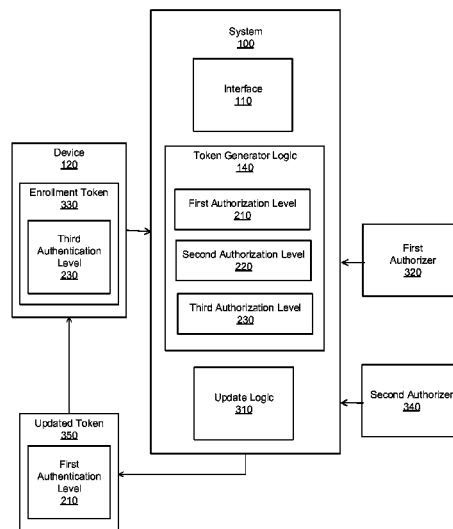 System
100
Interface
110
Device
120
Enrollment Token
330
Third
Authentication
Level
230
Token Generator Logic
140
First Authorization Level
210
Second Authorization Level
220
Third Authorization Level
230
First
Authorizer
320
Update Logic
310
Second Authorizer
340
Updated Token
350
First
Authentication
Level
210